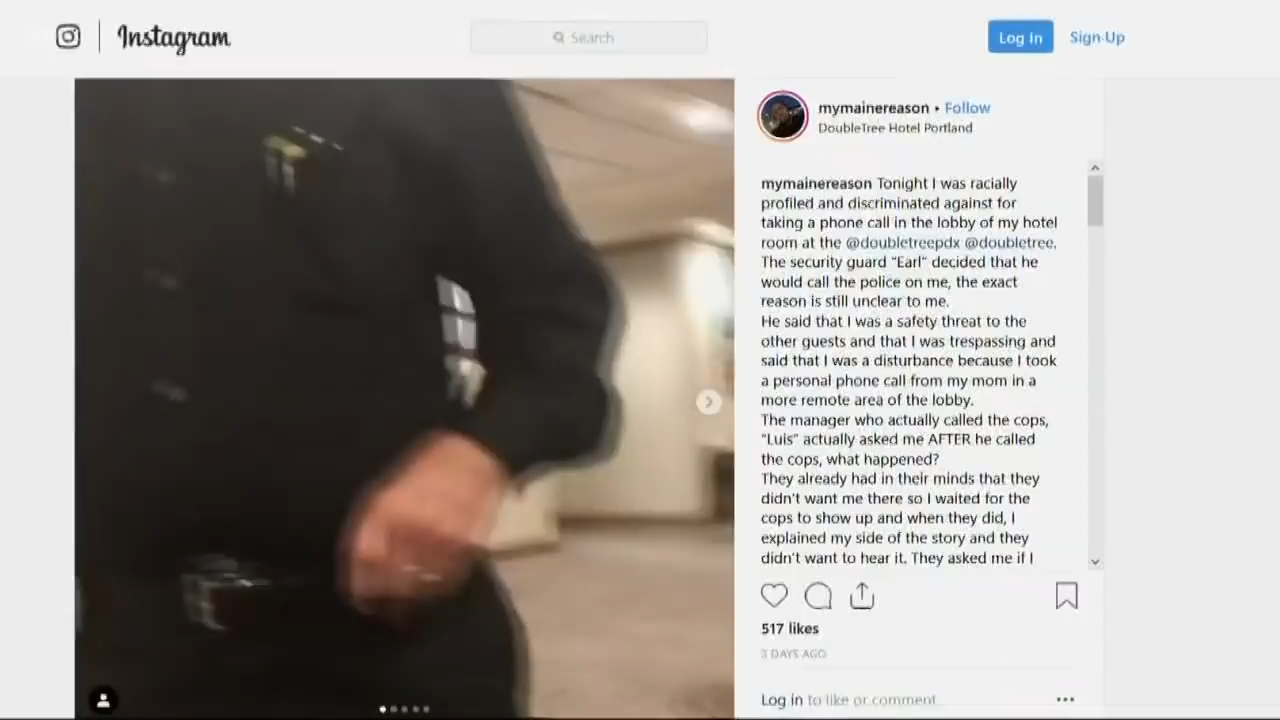 Instagram
Search
Log In
Sign Up
mymainereason • Follow
DoubleTree Hotel Portland
mymainereason Tonight I was racially
profiled and discriminated against for
taking a phone call in the lobby of my hotel
room at the @doubletreepdx @doubletree.
The security guard “Earl” decided that he
would call the police on me, the exact
reason is still unclear to me.
He said that I was a safety threat to the
other guests and that I was trespassing and
said that I was a disturbance because I took
a personal phone call from my mom in a
more remote area of the lobby.
The manager who actually called the cops,
“Luis” actually asked me AFTER he called
the cops, what happened?
They already had in their minds that they
didn’t want me there so I waited for the
cops to show up and when they did, I
explained my side of the story and they
didn’t want to hear it. They asked me if I
517 likes
3 DAYS AGO
Log in to like or comment.